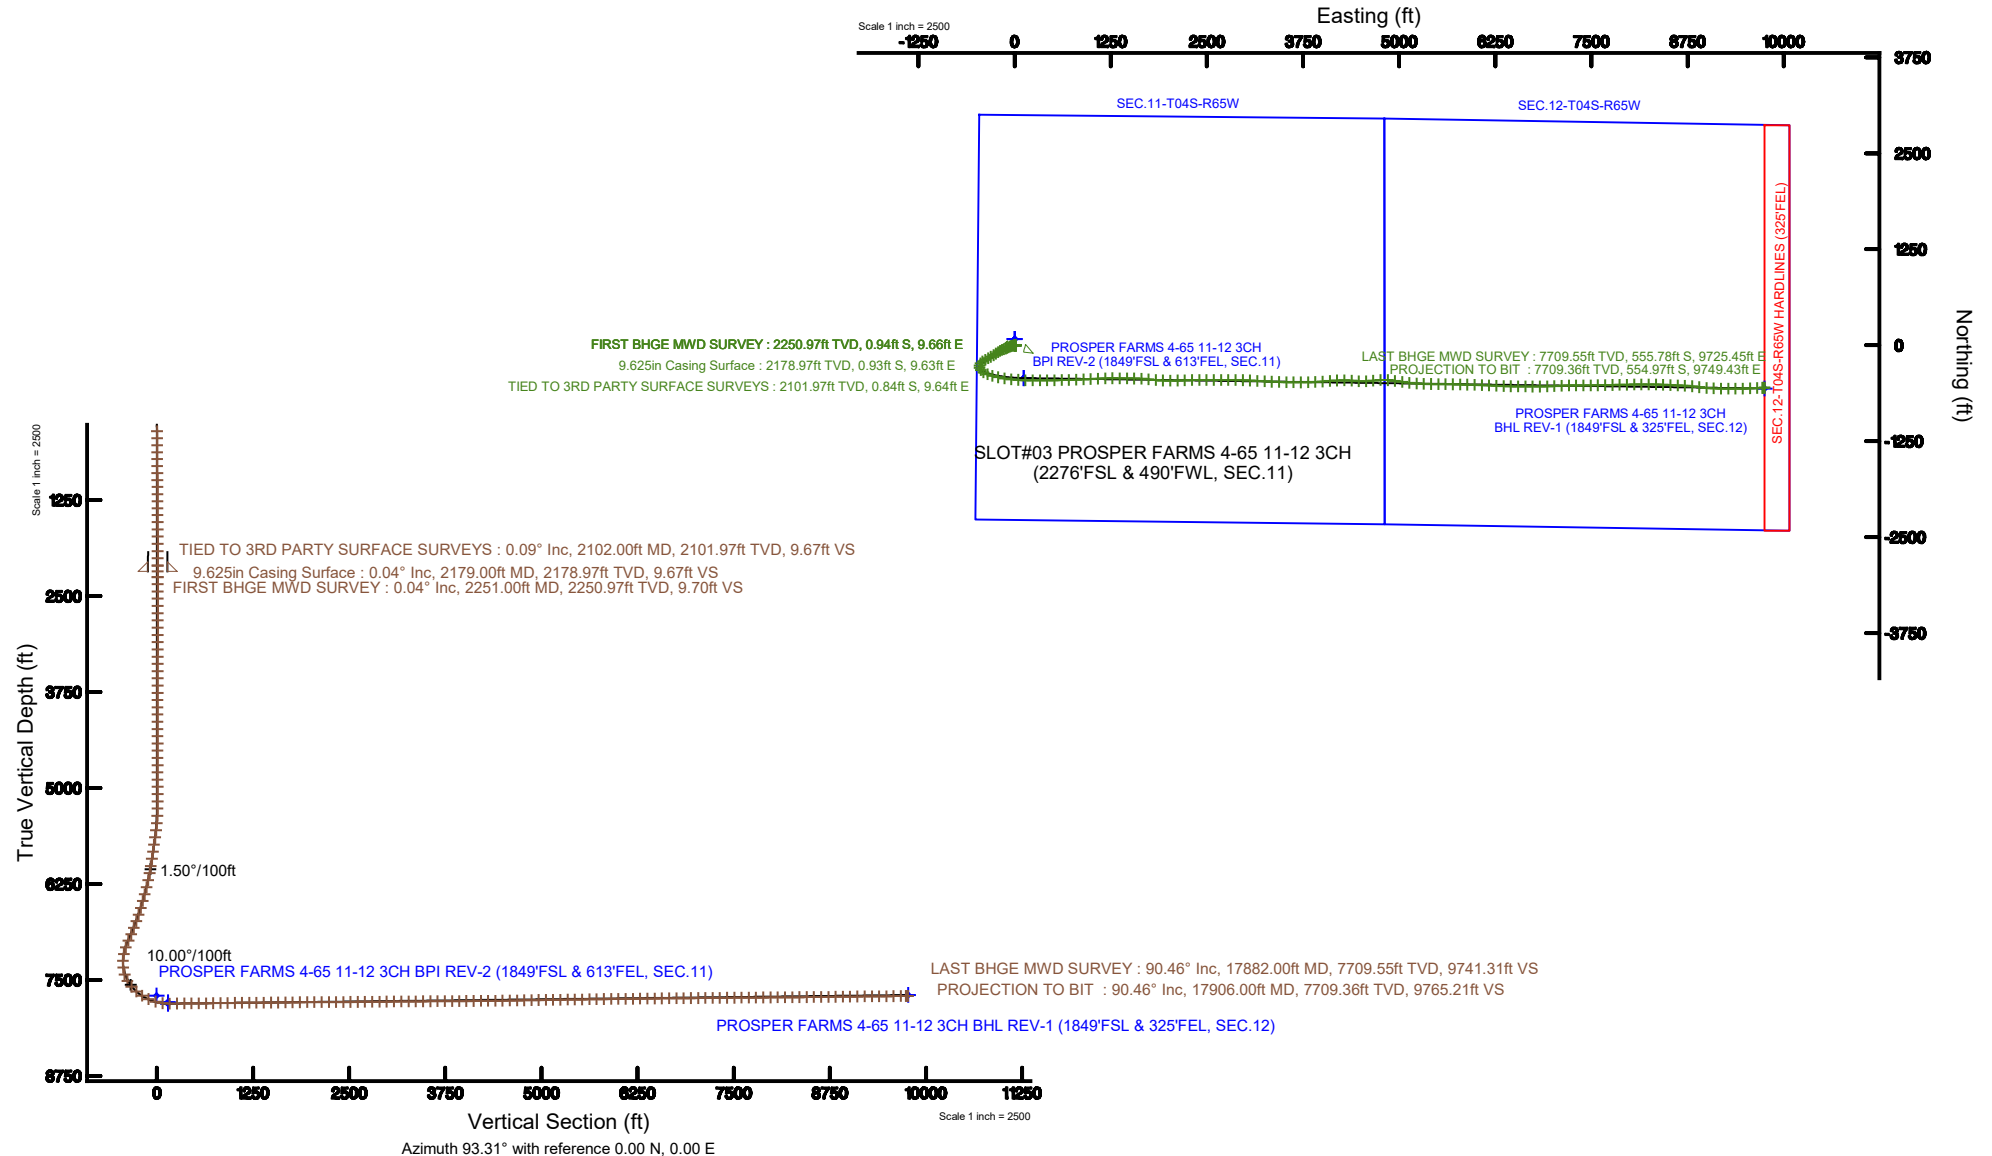 Easting (ft)
Scale 1 inch = 2500
-1250 0 1250 2500 3750 5000 6250 7500 8750 10000
3750
2500
1250
0
-1250
-2500
-3750
Northing (ft)
SEC.11-T04S-R65W
SEC.12-T04S-R65W
SEC.12-T04S-R65W HARDLINES (325'FEL)
FIRST BHGE MWD SURVEY : 2250.97ft TVD, 0.94ft S, 9.66ft E
9.625in Casing Surface : 2178.97ft TVD, 0.93ft S, 9.63ft E
TIED TO 3RD PARTY SURFACE SURVEYS : 2101.97ft TVD, 0.84ft S, 9.64ft E
PROSPER FARMS 4-65 11-12 3CH
BPI REV-2 (1849'FSL & 613'FEL, SEC.11)
LAST BHGE MWD SURVEY : 7709.55ft TVD, 555.78ft S, 9725.45ft E
PROJECTION TO BIT : 7709.36ft TVD, 554.97ft S, 9749.43ft E
PROSPER FARMS 4-65 11-12 3CH
BHL REV-1 (1849'FSL & 325'FEL, SEC.12)
SLOT#03 PROSPER FARMS 4-65 11-12 3CH
(2276'FSL & 490'FWL, SEC.11)
Scale 1 inch = 2500
True Vertical Depth (ft)
1250
2500
3750
5000
6250
7500
8750
TIED TO 3RD PARTY SURFACE SURVEYS : 0.09° Inc, 2102.00ft MD, 2101.97ft TVD, 9.67ft VS
9.625in Casing Surface : 0.04° Inc, 2179.00ft MD, 2178.97ft TVD, 9.67ft VS
FIRST BHGE MWD SURVEY : 0.04° Inc, 2251.00ft MD, 2250.97ft TVD, 9.70ft VS
1.50°/100ft
10.00°/100ft
PROSPER FARMS 4-65 11-12 3CH BPI REV-2 (1849'FSL & 613'FEL, SEC.11)
LAST BHGE MWD SURVEY : 90.46° Inc, 17882.00ft MD, 7709.55ft TVD, 9741.31ft VS
PROJECTION TO BIT : 90.46° Inc, 17906.00ft MD, 7709.36ft TVD, 9765.21ft VS
PROSPER FARMS 4-65 11-12 3CH BHL REV-1 (1849'FSL & 325'FEL, SEC.12)
0 1250 2500 3750 5000 6250 7500 8750 10000 11250
Vertical Section (ft)
Scale 1 inch = 2500
Azimuth 93.31° with reference 0.00 N, 0.00 E